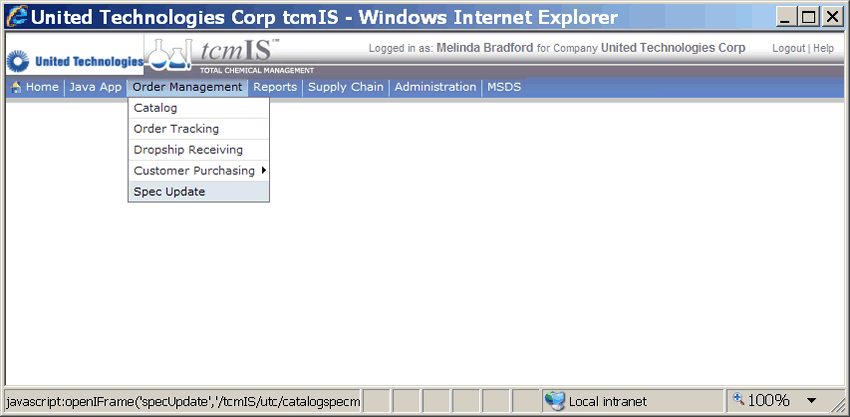 United Technologies Corp tcmIS - Windows Internet Explorer
United Technologies tcmIS™ Logged in as: Melinda Bradford for Company United Technologies Corp Logout | Help
TOTAL CHEMICAL MANAGEMENT
Home Java App Order Management Reports Supply Chain Administration MSDS
Catalog
Order Tracking
Dropship Receiving
Customer Purchasing
Spec Update
javascript:openIFrame('specUpdate','/tcmIS/utc/catalogspecm Local intranet 100%